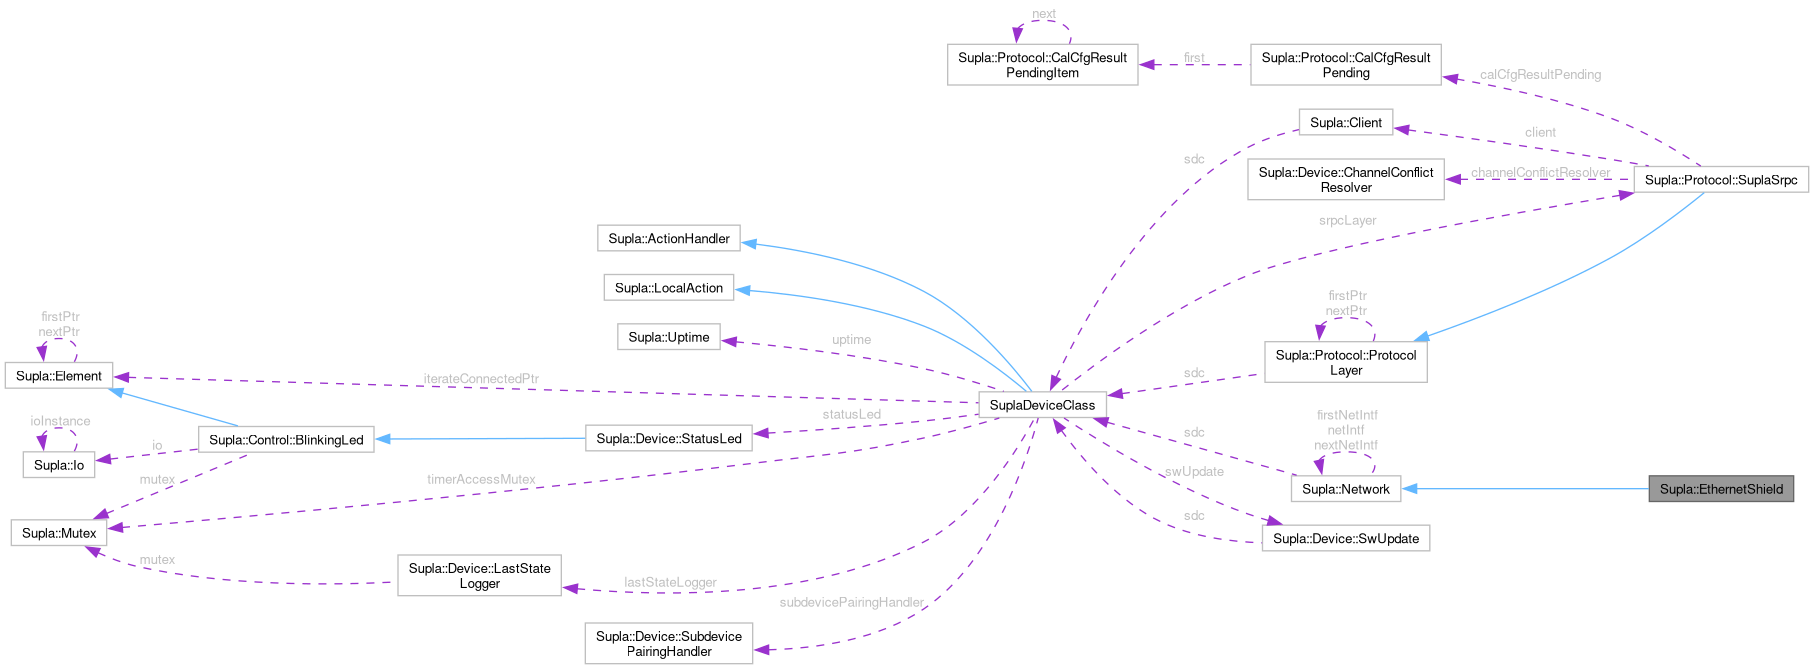 next
Supla::Protocol::CalCfgResult
PendingItem
first
Supla::Protocol::CalCfgResult
Pending
calCfgResultPending
Supla::Client
client
sdc
Supla::Device::ChannelConflict
Resolver
channelConflictResolver
Supla::Protocol::SuplaSrpc
srpcLayer
Supla::ActionHandler
Supla::LocalAction
Supla::Uptime
uptime
firstPtr
nextPtr
Supla::Protocol::Protocol
Layer
sdc
firstPtr
nextPtr
Supla::Element
iterateConnectedPtr
SuplaDeviceClass
statusLed
Supla::Device::StatusLed
Supla::Control::BlinkingLed
ioInstance
io
Supla::Io
mutex
timerAccessMutex
Supla::Mutex
firstNetIntf
netIntf
nextNetIntf
sdc
Supla::Network
Supla::EthernetShield
swUpdate
sdc
Supla::Device::SwUpdate
mutex
Supla::Device::LastState
Logger
lastStateLogger
subdevicePairingHandler
Supla::Device::Subdevice
PairingHandler